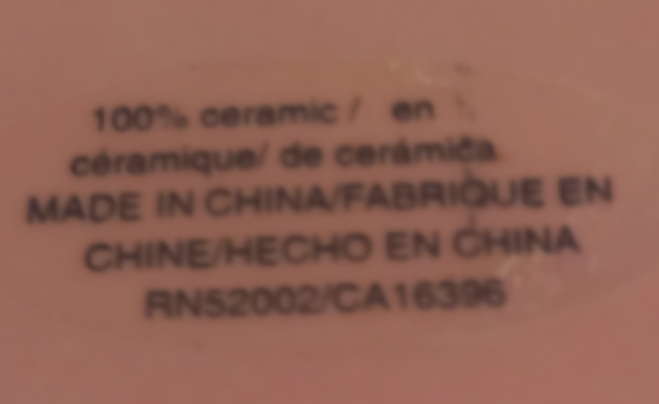 100% ceramic / en
céramique/ de cerámica
MADE IN CHINA/FABRIQUE EN
CHINE/HECHO EN CHINA
RN52002/CA16396